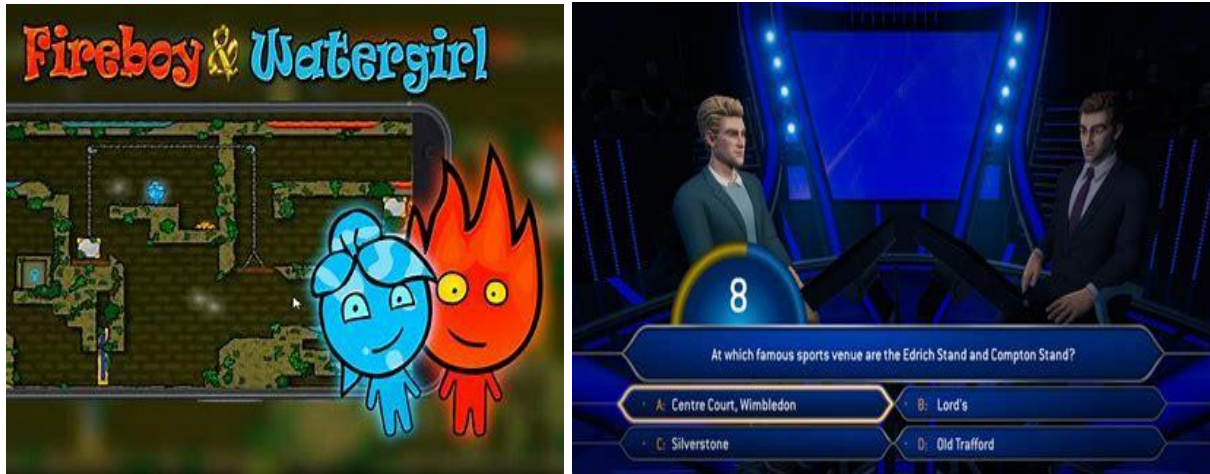 Fireboy & Watergirl
8
At which famous sports venue are the Edrich Stand and Compton Stand?
A: Centre Court, Wimbledon
B: Lord's
C: Silverstone
D: Old Trafford